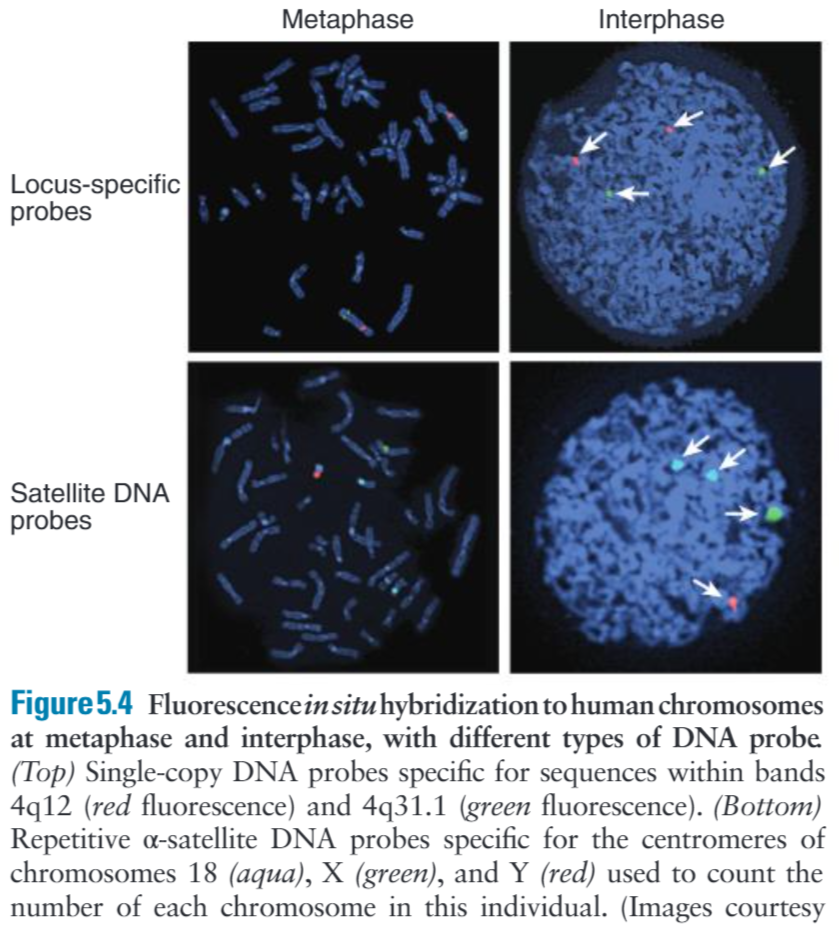 Metaphase
Interphase
Locus-specific
probes
Satellite DNA
probes
Figure 5.4 Fluorescence in situ hybridization to human chromosomes
at metaphase and interphase, with different types of DNA probe.
(Top) Single-copy DNA probes specific for sequences within bands
4q12 (red fluorescence) and 4q31.1 (green fluorescence). (Bottom)
Repetitive α-satellite DNA probes specific for the centromeres of
chromosomes 18 (aqua), X (green), and Y (red) used to count the
number of each chromosome in this individual. (Images courtesy